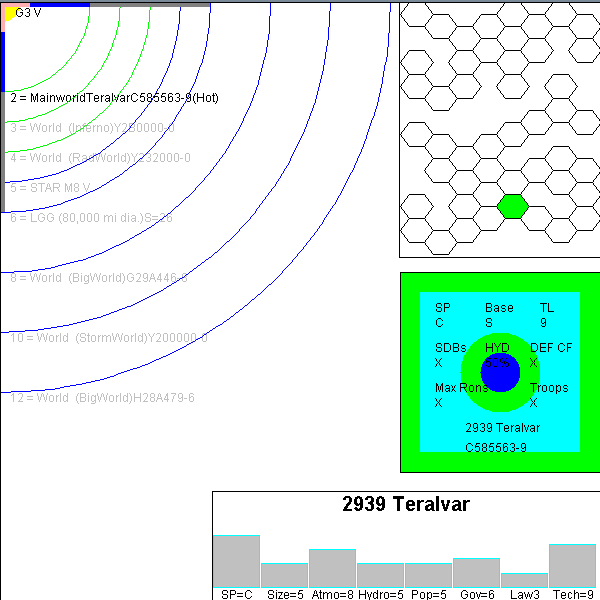 G3 V
2 = MainworldTeralvarC585563-9(Hot)
3 = World (Inferno)Y2B0000-0
4 = World (RadWorld)Y232000-0
5 = STAR M8 V
6 = LGG (80,000 mi dia.)S=26
8 = World (BigWorld)G29A446-8
10 = World (StormWorld)Y200000-0
12 = World (BigWorld)H28A479-6
SP Base TL
C S 9
SDBs HYD DEF CF
X 50% X
Max Rons Troops
X X
2939 Teralvar
C585563-9
2939 Teralvar
SP=C Size=5 Atmo=8 Hydro=5 Pop=5 Gov=6 Law3 Tech=9